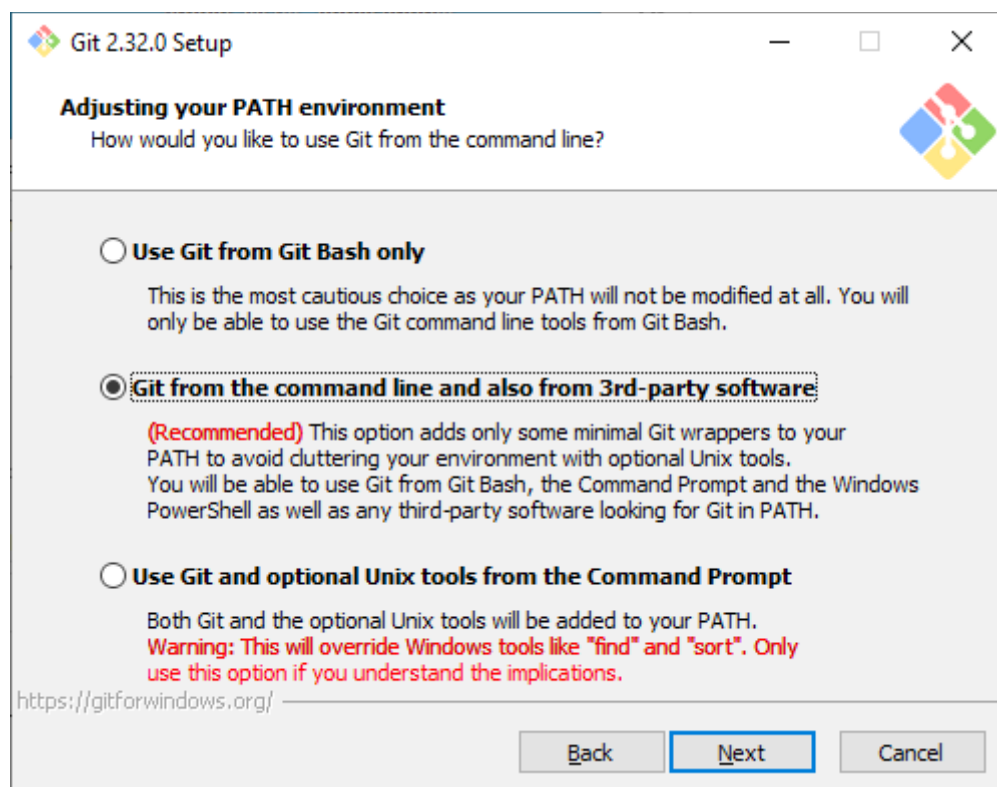 Git 2.32.0 Setup
Adjusting your PATH environment
How would you like to use Git from the command line?
Use Git from Git Bash only
This is the most cautious choice as your PATH will not be modified at all. You will
only be able to use the Git command line tools from Git Bash.
Git from the command line and also from 3rd-party software
(Recommended) This option adds only some minimal Git wrappers to your
PATH to avoid cluttering your environment with optional Unix tools.
You will be able to use Git from Git Bash, the Command Prompt and the Windows
PowerShell as well as any third-party software looking for Git in PATH.
Use Git and optional Unix tools from the Command Prompt
Both Git and the optional Unix tools will be added to your PATH.
Warning: This will override Windows tools like "find" and "sort". Only
use this option if you understand the implications.
https://gitforwindows.org/
Back
Next
Cancel